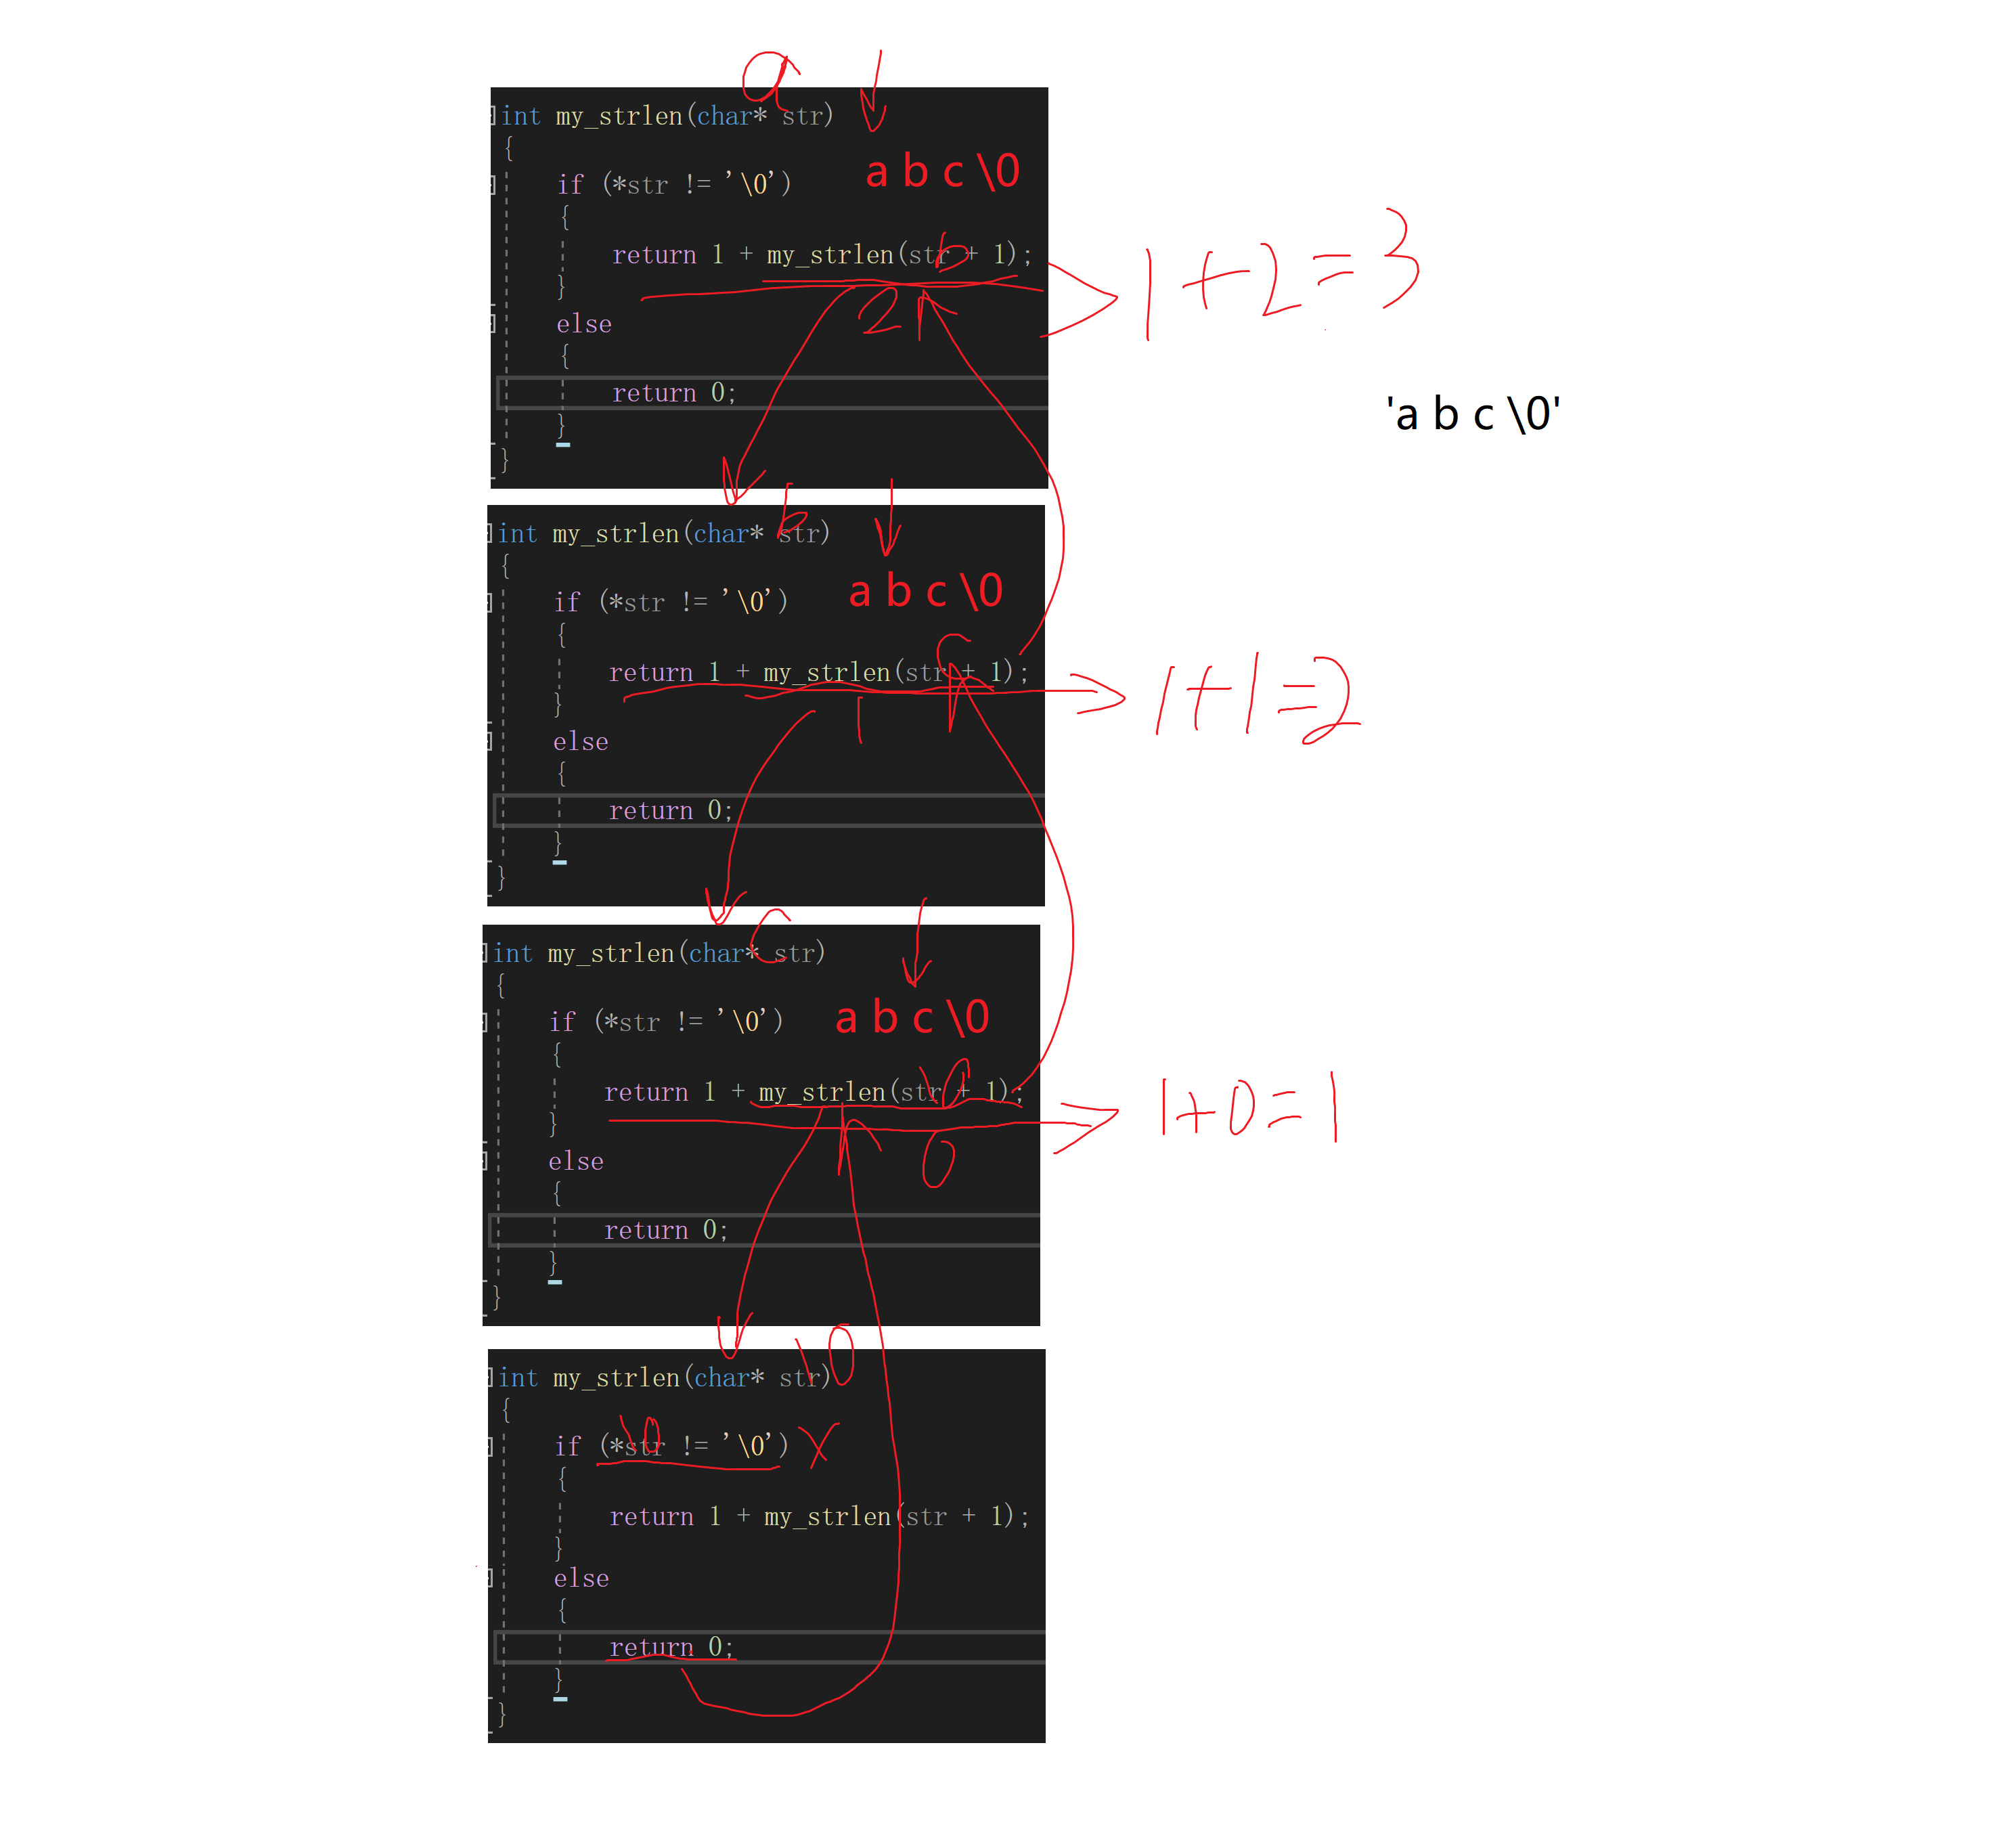 a
int my_strlen(char* str)
{
if (*str != '\0') a b c \0
{
b
return 1 + my_strlen(str + 1); 1+2=3
}
2
else
{
return 0; 'a b c \0'
}
}
b
int my_strlen(char* str)
{
if (*str != '\0') a b c \0
{
c
return 1 + my_strlen(str + 1); 1+1=2
}
1
else
{
return 0;
}
}
c
int my_strlen(char* str)
{
if (*str != '\0') a b c \0
{
\0
return 1 + my_strlen(str + 1); 1+0=1
}
0
else
{
return 0;
}
}
\0
int my_strlen(char* str)
{
\0
if (*str != '\0') x
{
return 1 + my_strlen(str + 1);
}
else
{
return 0;
}
}